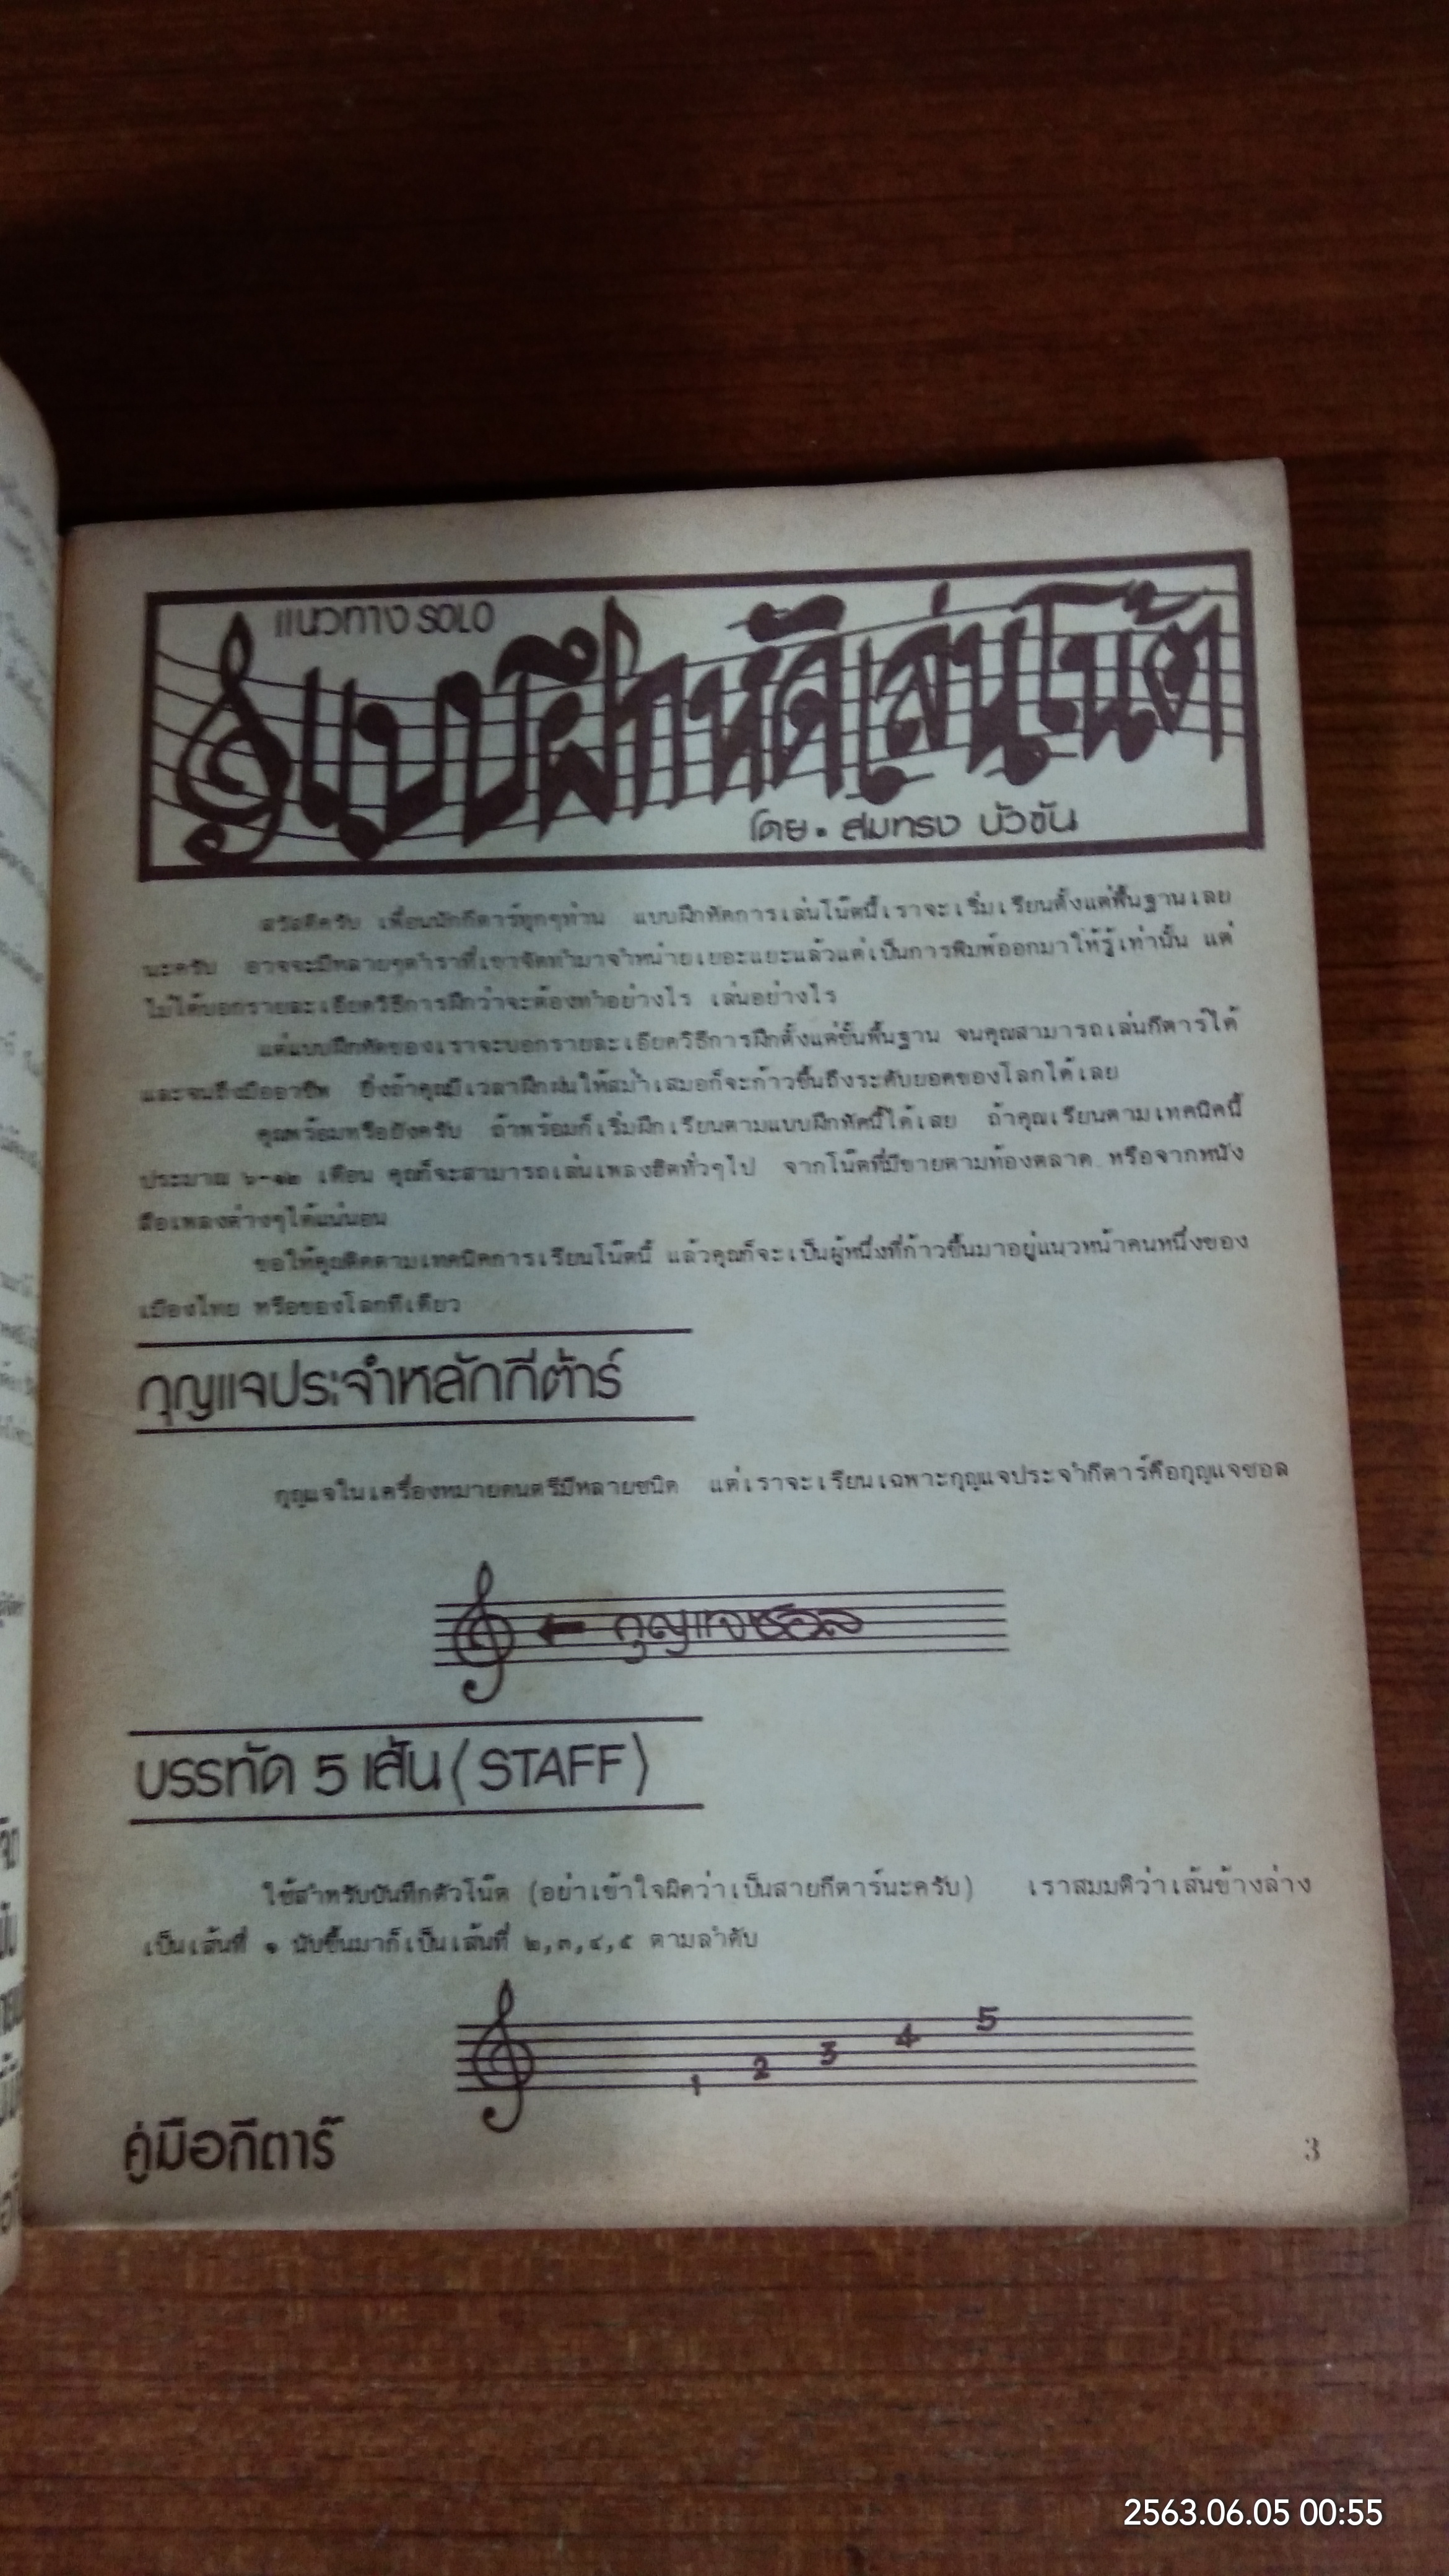 แนวทาง SOLO
แบบฝึกหัดเล่นโน้ต
โดย. สมทรง บัวขัน
สวัสดีครับ เพื่อนนักกีตาร์ทุกๆท่าน แบบฝึกหัดการเล่นโน๊ตนี้เราจะเริ่มเรียนตั้งแต่พื้นฐานเลย
นะครับ อาจจะมีหลายๆตำราที่เขาจัดทำมาจำหน่ายเยอะแยะแล้วแต่เป็นการพิมพ์ออกมาให้รู้เท่านั้น แต่
ไม่ได้บอกรายละเอียดวิธีการฝึกว่าจะต้องทำอย่างไร เล่นอย่างไร
แต่แบบฝึกหัดของเราจะบอกรายละเอียดวิธีการฝึกตั้งแต่ขั้นพื้นฐาน จนคุณสามารถเล่นกีตาร์ได้
และจนถึงมืออาชีพ ยิ่งถ้าคุณมีเวลาฝึกฝนให้สม่ำเสมอก็จะก้าวขึ้นถึงระดับยอดของโลกได้เลย
คุณพร้อมหรือยังครับ ถ้าพร้อมก็เริ่มฝึกเรียนตามแบบฝึกหัดนี้ได้เลย ถ้าคุณเรียนตามเทคนิคนี้
ประมาณ ๖-๑๒ เดือน คุณก็จะสามารถเล่นเพลงฮิตทั่วๆไป จากโน๊ตที่มีขายตามท้องตลาด หรือจากหนัง
สือเพลงต่างๆได้แน่นอน
ขอให้คุณติดตามเทคนิคการเรียนโน๊ตนี้ แล้วคุณก็จะเป็นผู้หนึ่งที่ก้าวขึ้นมาอยู่แนวหน้าคนหนึ่งของ
เมืองไทย หรือของโลกทีเดียว
กุญแจประจำหลักกีต้าร์
กุญแจในเครื่องหมายดนตรีมีหลายชนิด แต่เราจะเรียนเฉพาะกุญแจประจำกีตาร์คือกุญแจซอล
กุญแจซอล
บรรทัด 5 เส้น (STAFF)
ใช้สำหรับบันทึกตัวโน๊ต (อย่าเข้าใจผิดว่าเป็นสายกีตาร์นะครับ) เราสมมติว่าเส้นข้างล่าง
เป็นเส้นที่ ๑ นับขึ้นมาก็เป็นเส้นที่ ๒,๓,๔,๕ ตามลำดับ
1 2 3 4 5
คู่มือกีตาร์
3
2563.06.05 00:55